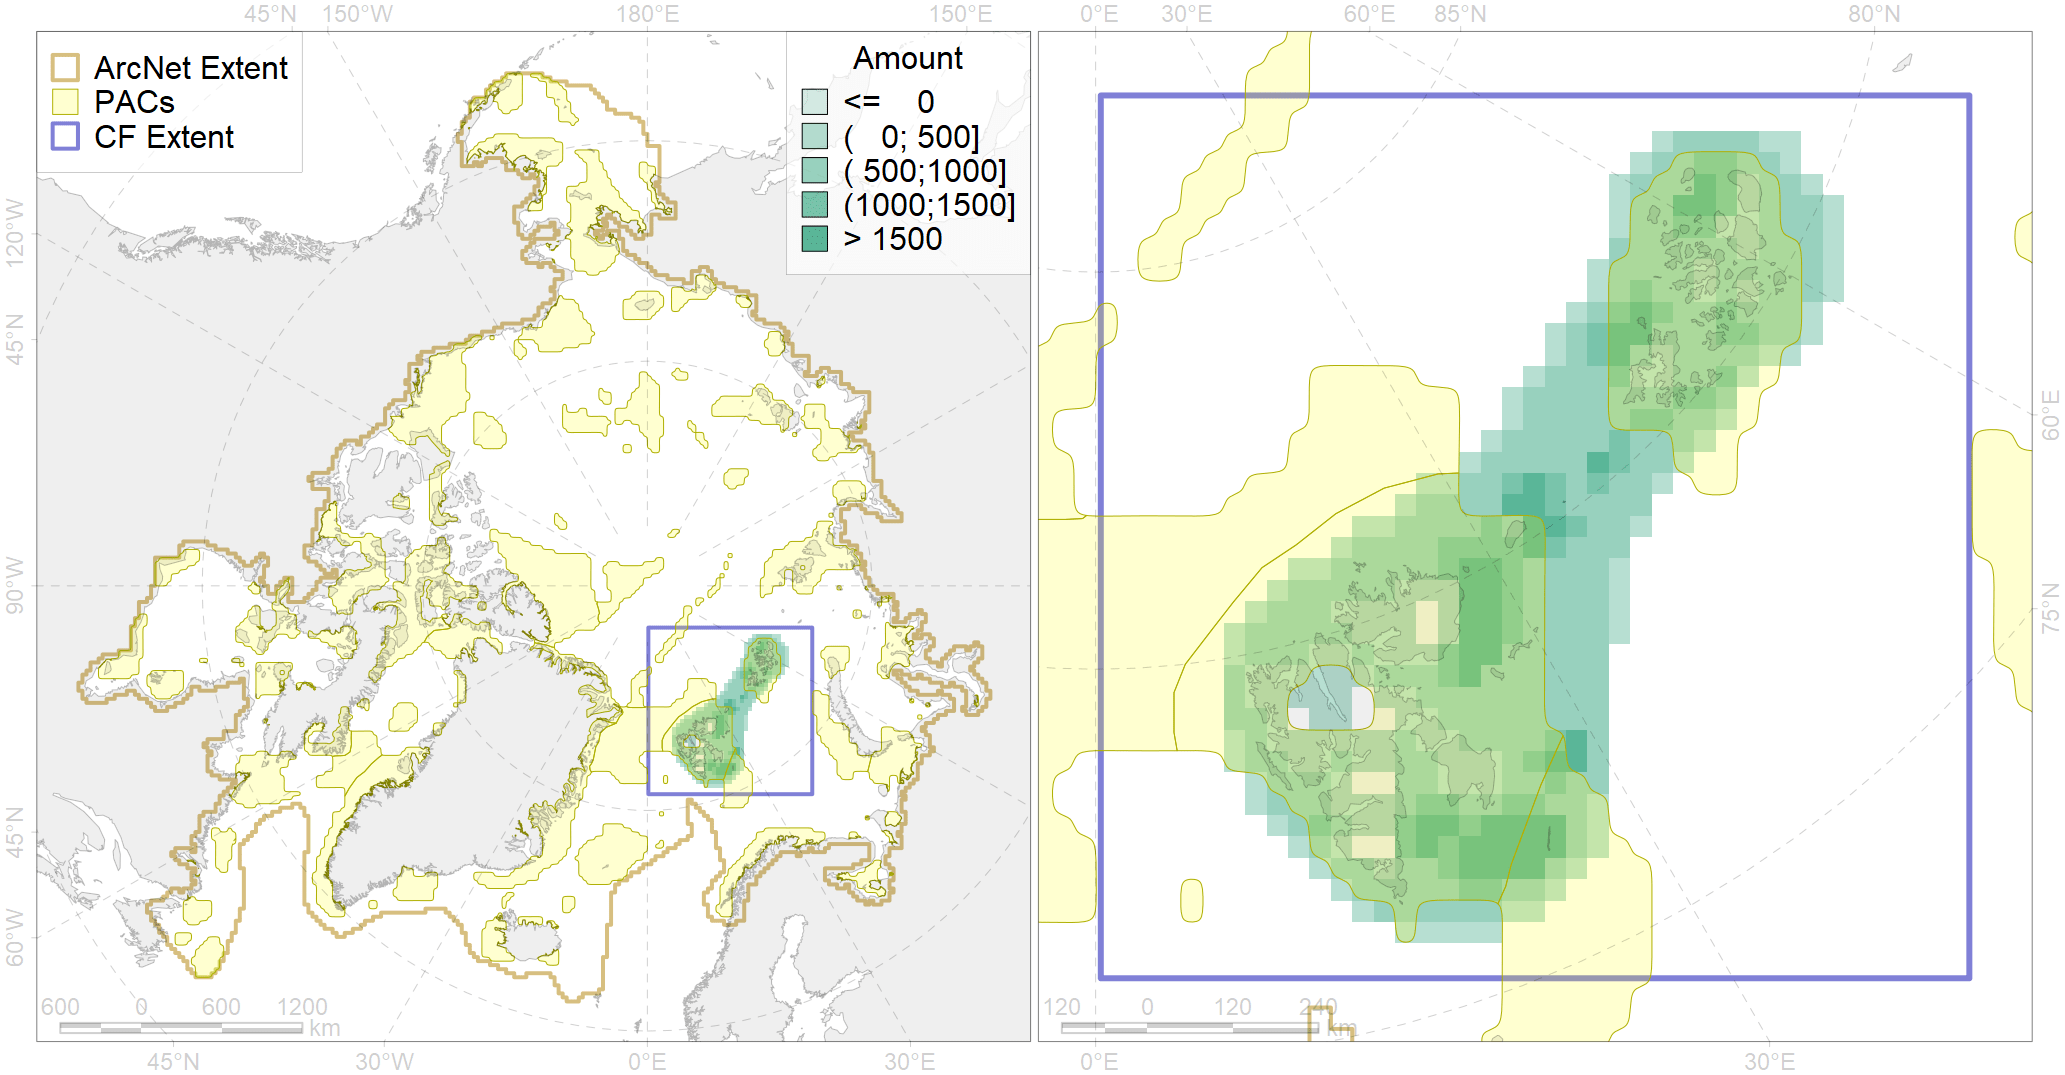 45°N 150°W 180°E 150°E 0°E 30°E 60°E 85°N 80°N
ArcNet Extent
PACs
CF Extent
Amount
<= 0
( 0; 500]
( 500;1000]
(1000;1500]
> 1500
120°W
45°N
90°W
45°N
60°W
60°E
75°N
600 0 600 1200
km
120 0 120 240
km
45°N 30°W 0°E 30°E 0°E 30°E